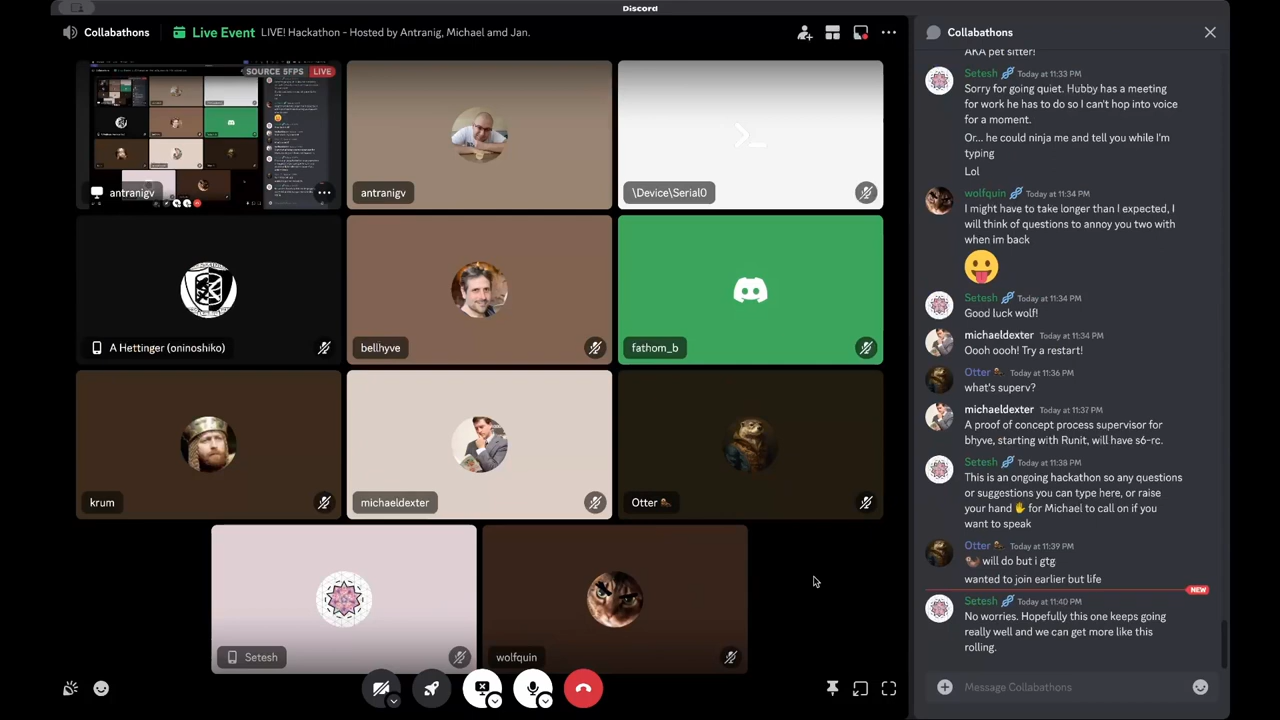 Discord
Collabathons
Live Event
LIVE! Hackathon - Hosted by Antranig, Michael amd Jan.
SOURCE 5FPS
LIVE
antranigv
antranigv
\Device\Serial0
A Hettinger (oninoshiko)
bellhyve
fathom_b
krum
michaeldexter
Otter
Setesh
wolfquin
Collabathons
AKA pet sitter!
Setesh Today at 11:33 PM
Sorry for going quiet. Hubby has a meeting
for work he has to do so I can't hop into voice
for a moment.
Or...he could ninja me and tell you while I'm
typing
Lol
wolfquin Today at 11:34 PM
I might have to take longer than I expected, I
will think of questions to annoy you two with
when im back
😛
Setesh Today at 11:34 PM
Good luck wolf!
michaeldexter Today at 11:34 PM
Oooh oooh! Try a restart!
Otter Today at 11:36 PM
what's superv?
michaeldexter Today at 11:37 PM
A proof of concept process supervisor for
bhyve, starting with Runit, will have s6-rc.
Setesh Today at 11:38 PM
This is an ongoing hackathon so any questions
or suggestions you can type here, or raise
your hand ✋ for Michael to call on if you
want to speak
Otter Today at 11:39 PM
🦦 will do but i gtg
wanted to join earlier but life
NEW
Setesh Today at 11:40 PM
No worries. Hopefully this one keeps going
really well and we can get more like this
rolling.
Message Collabathons